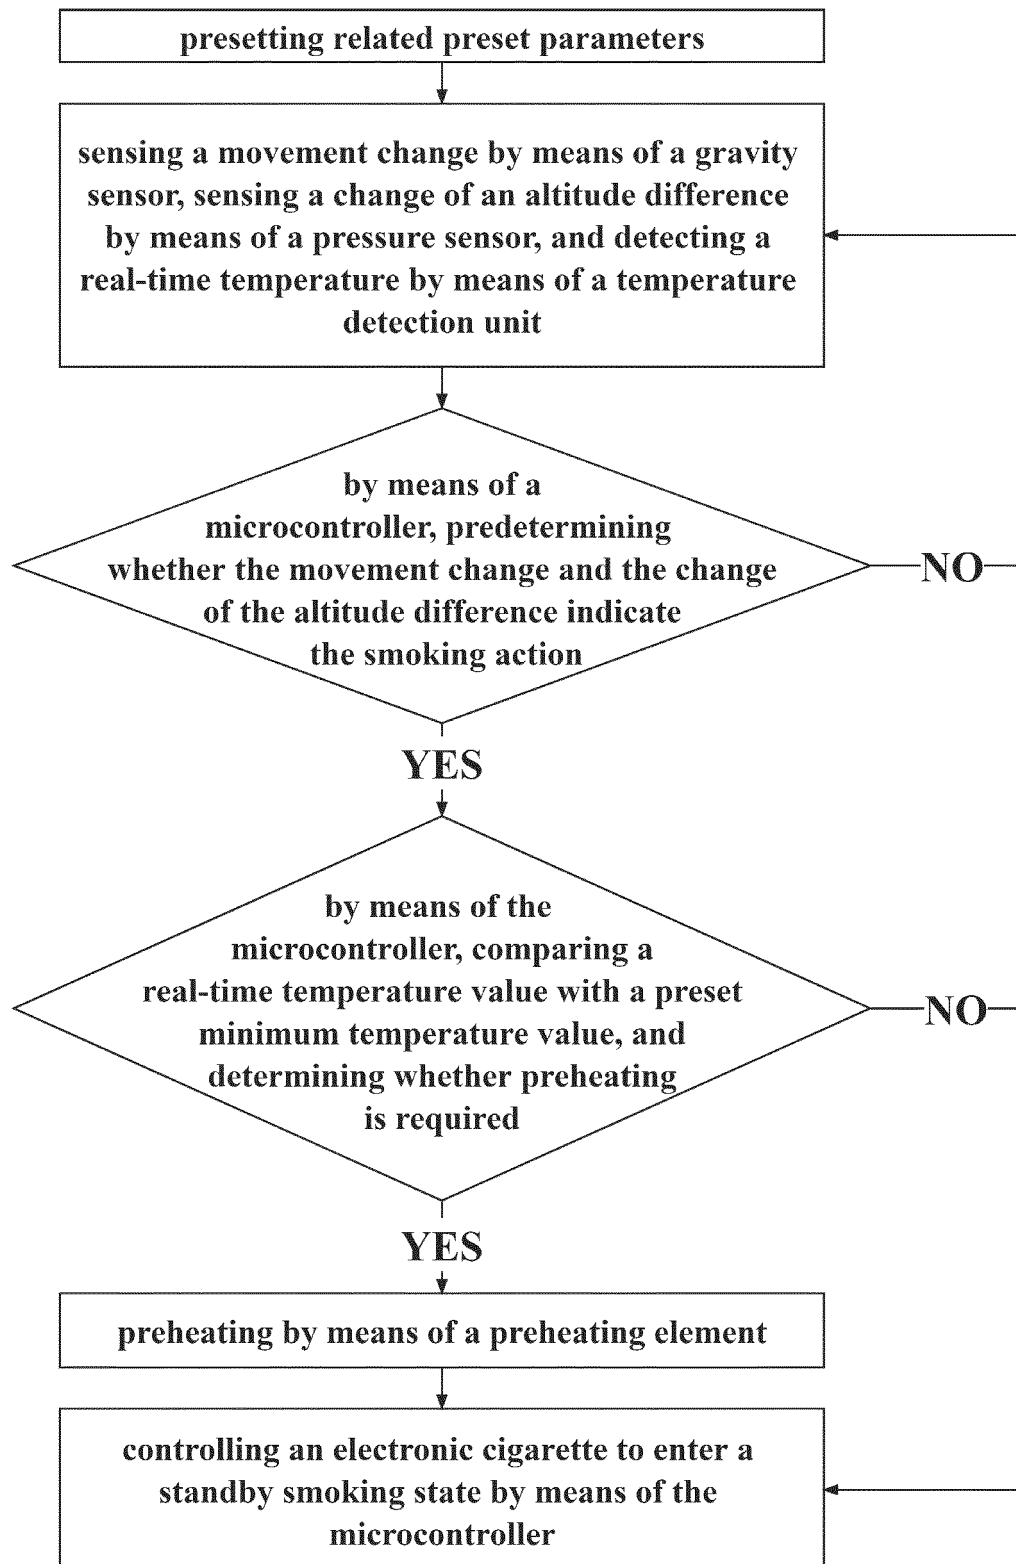 presetting related preset parameters
sensing a movement change by means of a gravity
sensor, sensing a change of an altitude difference
by means of a pressure sensor, and detecting a
real-time temperature by means of a temperature
detection unit
by means of a
microcontroller, predetermining
whether the movement change and the change
of the altitude difference indicate
the smoking action
NO
YES
by means of the
microcontroller, comparing a
real-time temperature value with a preset
minimum temperature value, and
determining whether preheating
is required
NO
YES
preheating by means of a preheating element
controlling an electronic cigarette to enter a
standby smoking state by means of the
microcontroller